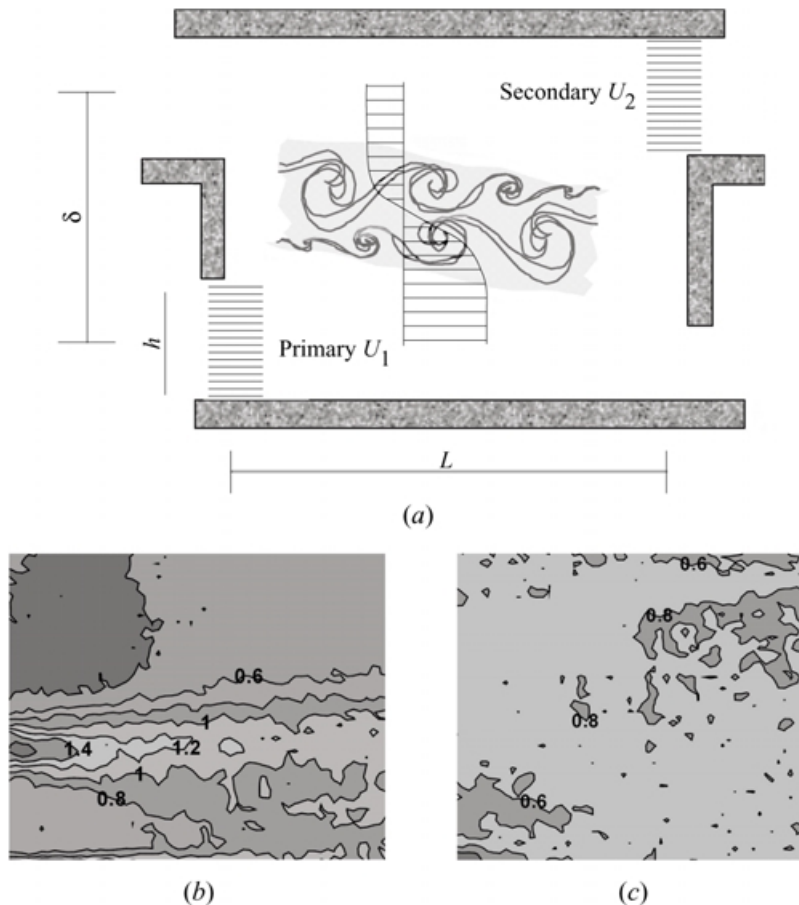 Secondary U2
δ
h
Primary U1
L
(a)
0.6
1
1.4
1.2
1
0.8
(b)
0.6
0.8
0.8
0.6
(c)